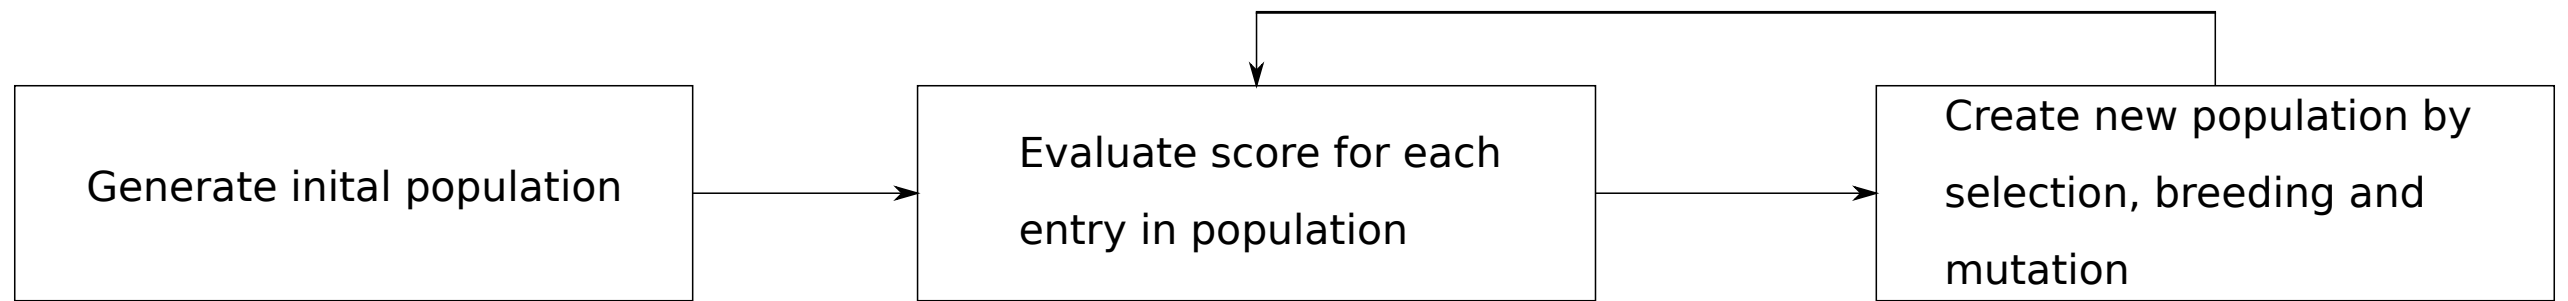 Generate inital population
Evaluate score for each
entry in population
Create new population by
selection, breeding and
mutation